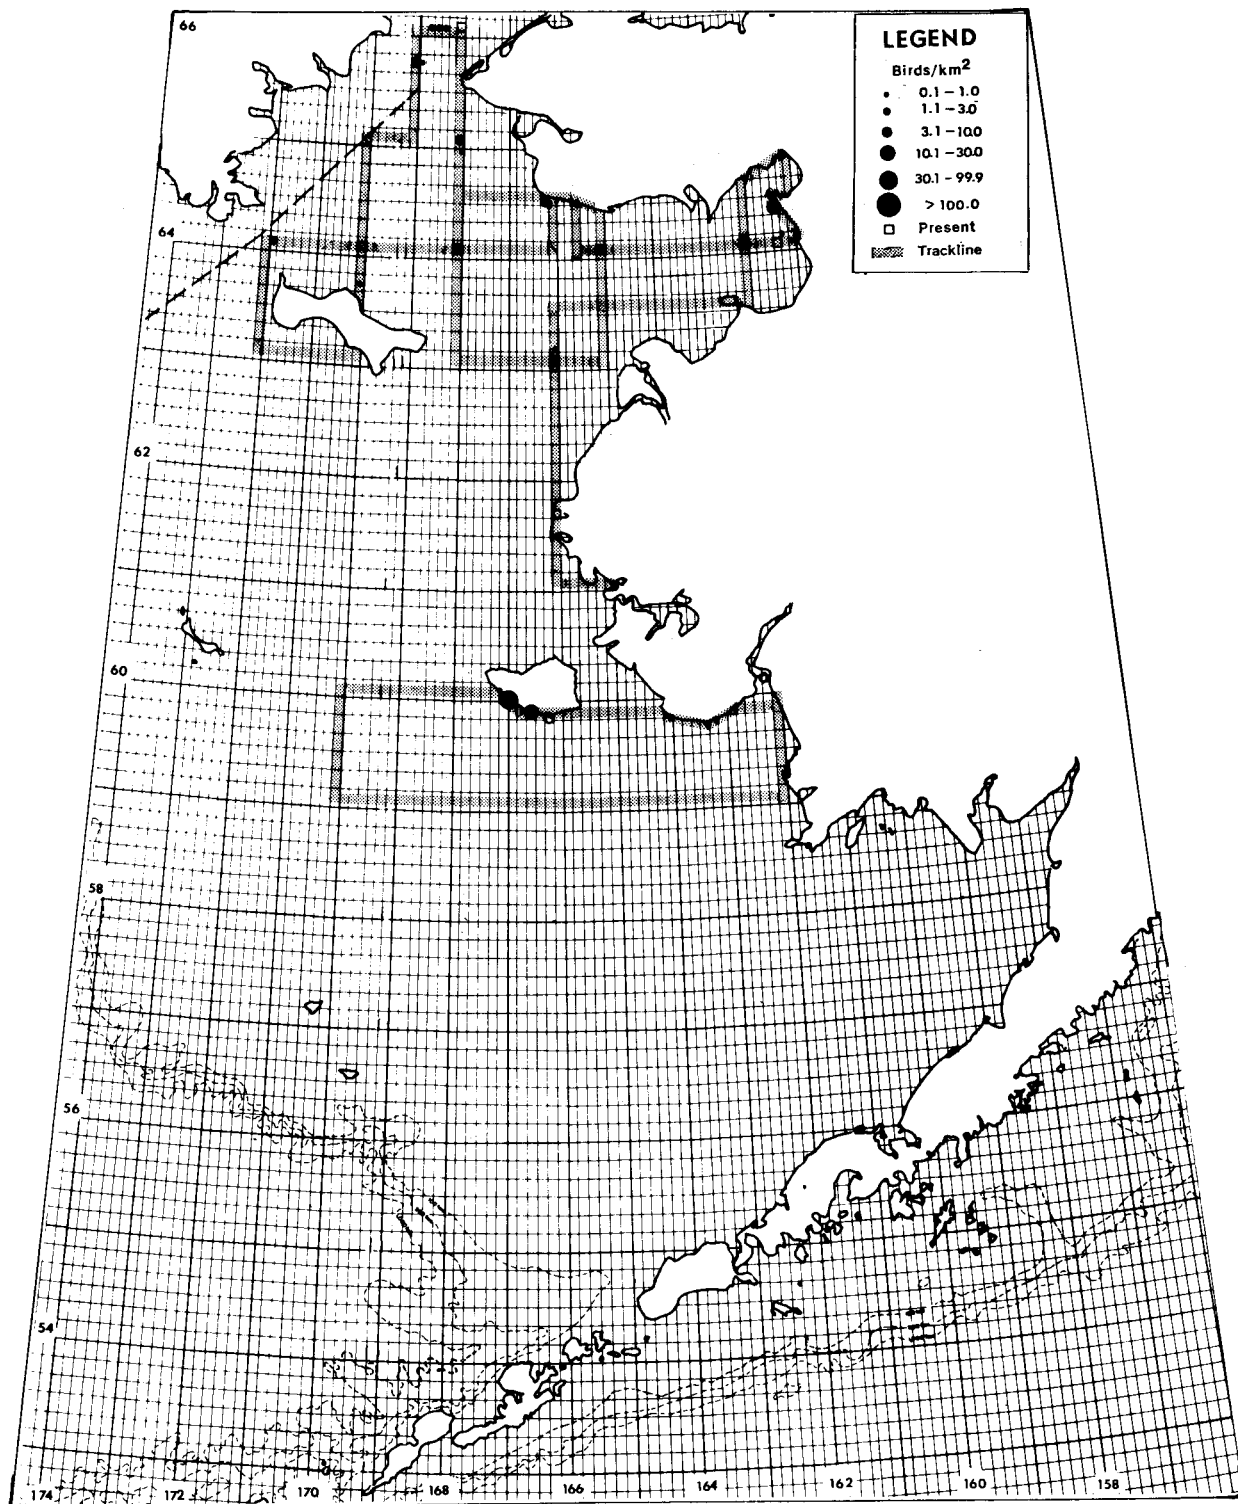 66
LEGEND
Birds/km²
0.1 – 1.0
1.1 – 3.0
3.1 – 10.0
10.1 – 30.0
30.1 – 99.9
> 100.0
Present
Trackline
64
62
60
58
56
54
174 172 170 168 166 164 162 160 158